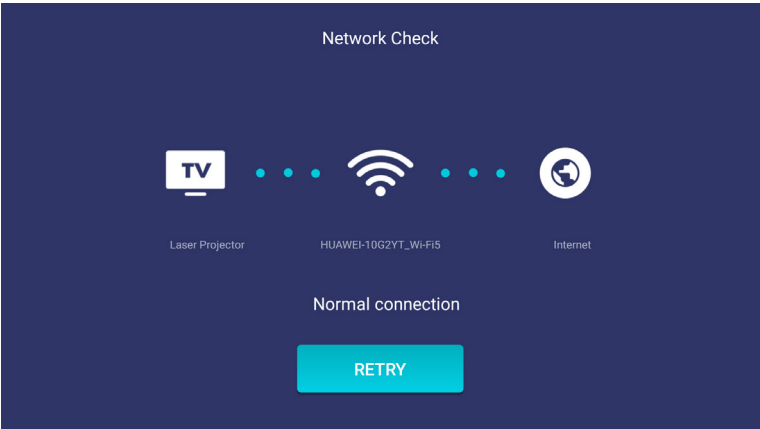 Network Check
TV
Laser Projector
HUAWEI-10G2YT_Wi-Fi5
Internet
Normal connection
RETRY